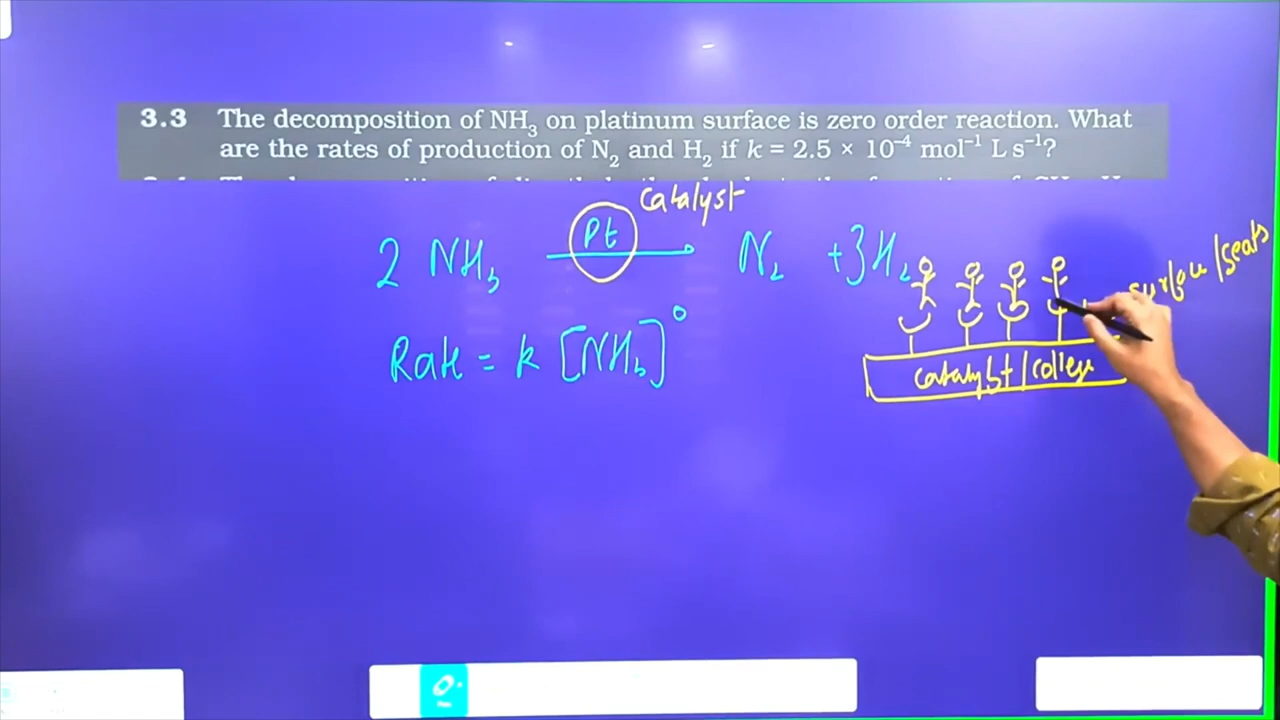 3.3 The decomposition of NH₃ on platinum surface is zero order reaction. What
are the rates of production of N₂ and H₂ if k = 2.5 × 10⁻⁴ mol⁻¹ L s⁻¹?
catalyst
2 NH₃ Pt N₂ + 3H₂
surface / seats
Rate = k [NH₃]⁰
catalyst / college